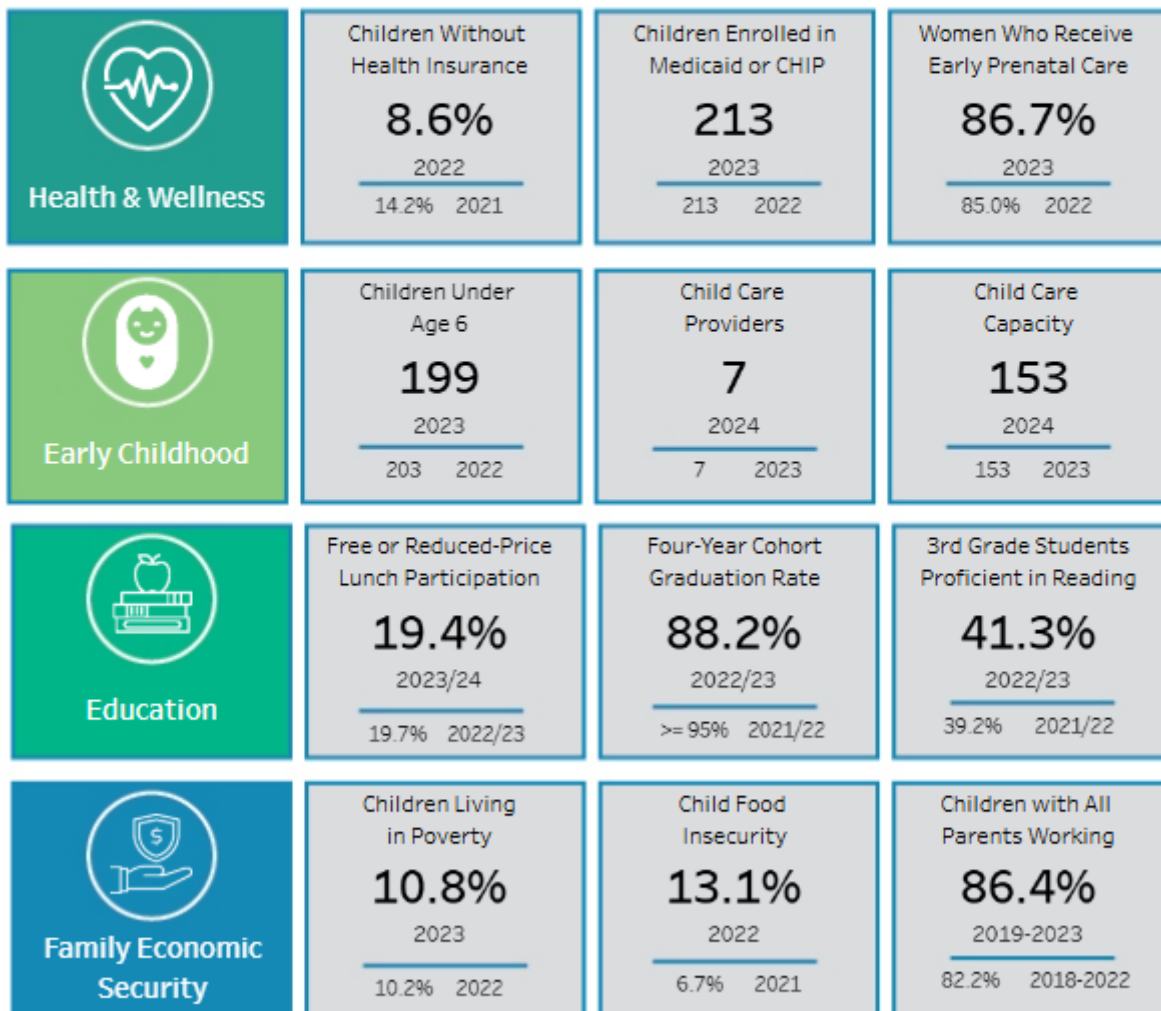 Health & Wellness
Children Without
Health Insurance
8.6%
2022
14.2% 2021
Children Enrolled in
Medicaid or CHIP
213
2023
213 2022
Women Who Receive
Early Prenatal Care
86.7%
2023
85.0% 2022
Early Childhood
Children Under
Age 6
199
2023
203 2022
Child Care
Providers
7
2024
7 2023
Child Care
Capacity
153
2024
153 2023
Education
Free or Reduced-Price
Lunch Participation
19.4%
2023/24
19.7% 2022/23
Four-Year Cohort
Graduation Rate
88.2%
2022/23
>= 95% 2021/22
3rd Grade Students
Proficient in Reading
41.3%
2022/23
39.2% 2021/22
$
Family Economic
Security
Children Living
in Poverty
10.8%
2023
10.2% 2022
Child Food
Insecurity
13.1%
2022
6.7% 2021
Children with All
Parents Working
86.4%
2019-2023
82.2% 2018-2022